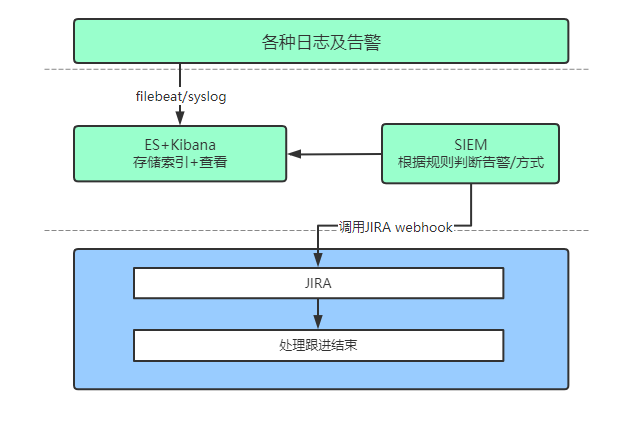 各种日志及告警
filebeat/syslog
ES+Kibana
存储索引+查看
SIEM
根据规则判断告警/方式
调用JIRA webhook
JIRA
处理跟进结束